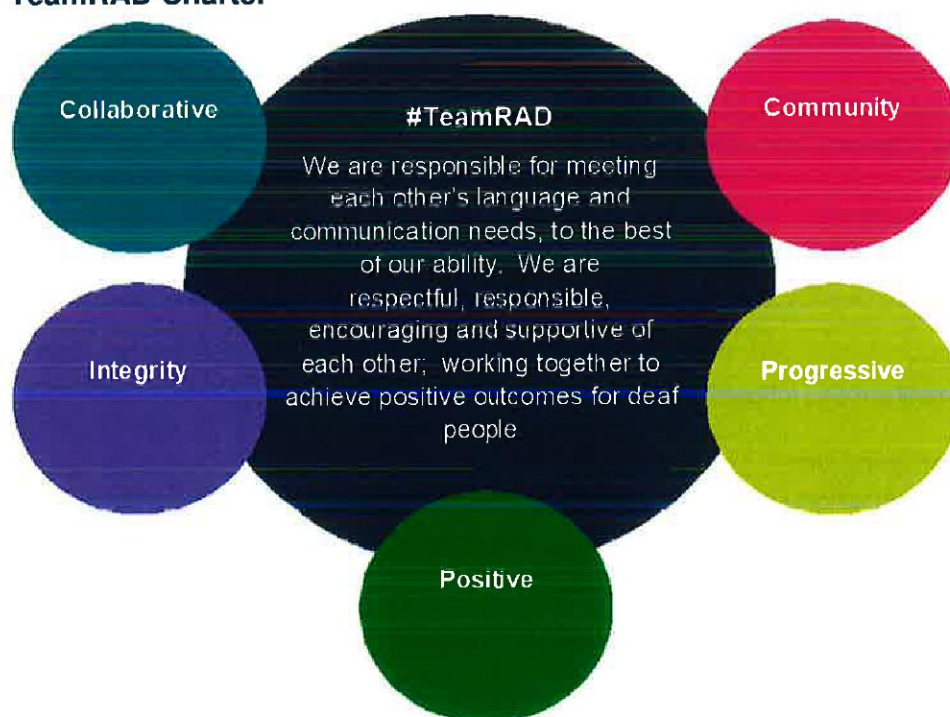 TeamRAD Charter
Collaborative
#TeamRAD
We are responsible for meeting
each other's language and
communication needs, to the best
of our ability. We are
respectful, responsible,
encouraging and supportive of
each other; working together to
achieve positive outcomes for deaf
people
Community
Integrity
Progressive
Positive